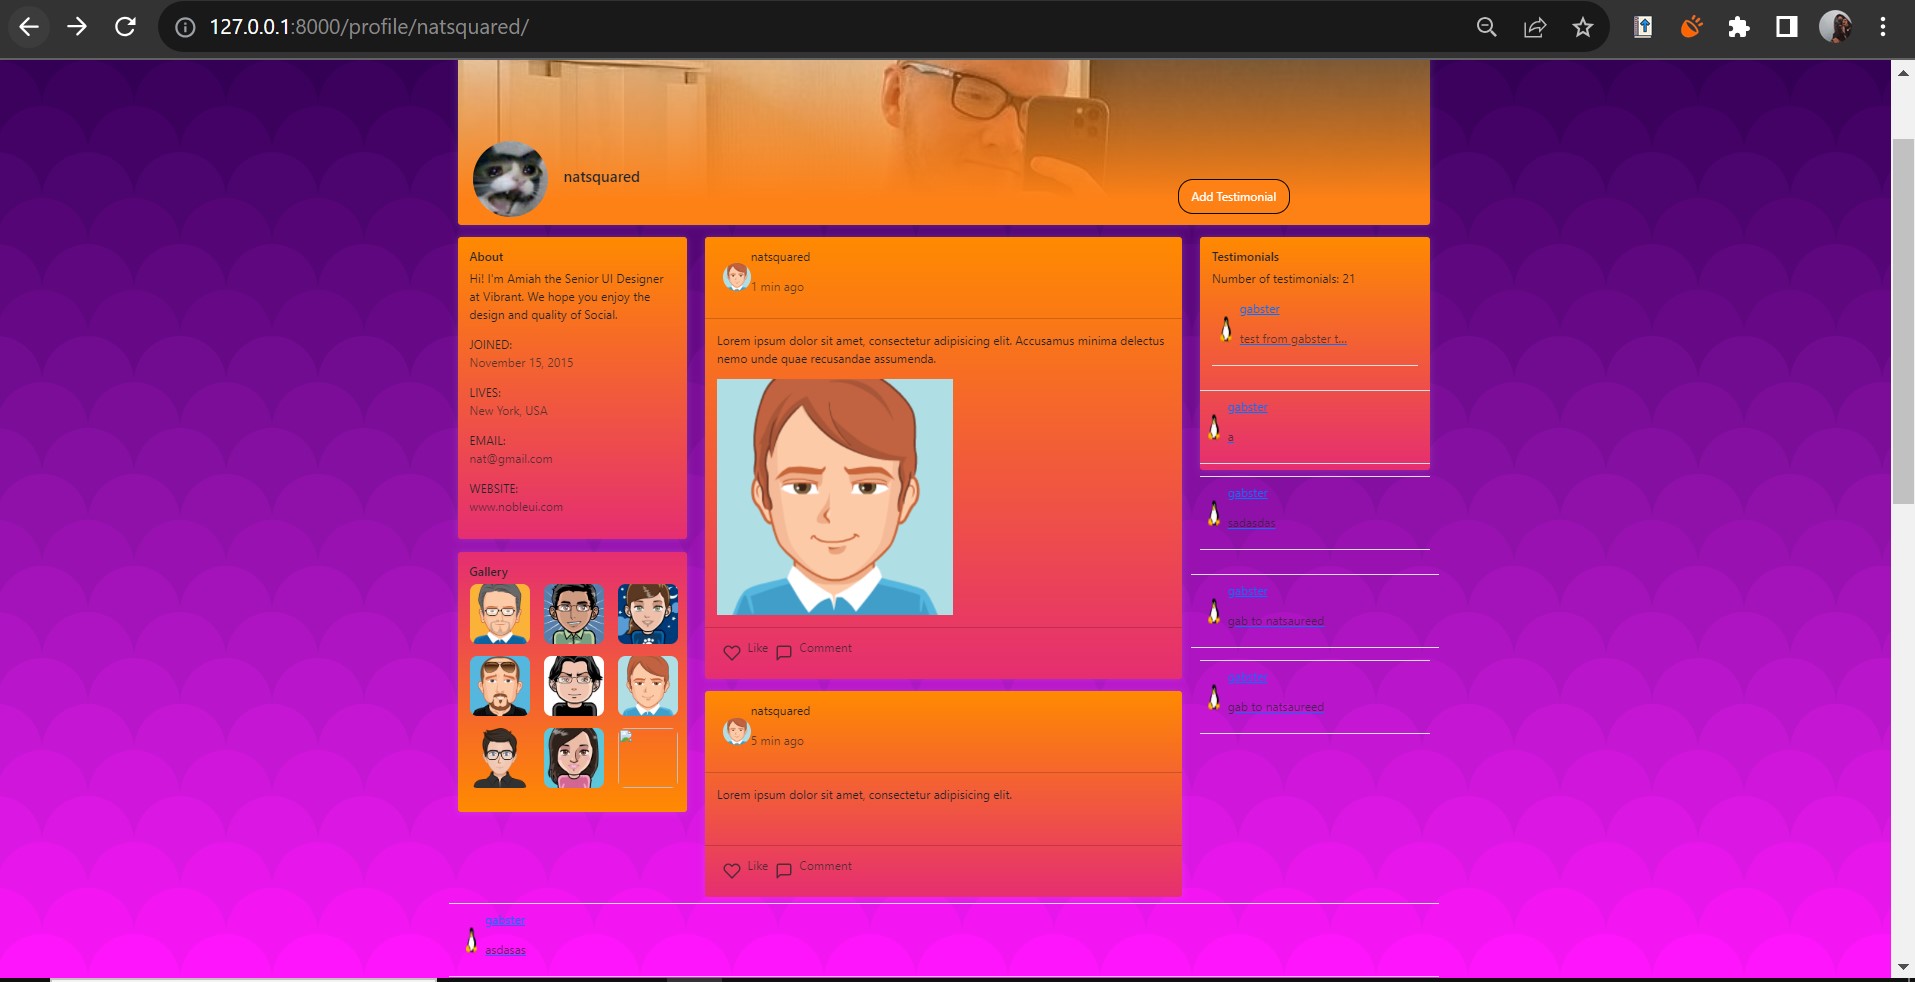 127.0.0.1:8000/profile/natsquared/
natsquared
Add Testimonial
About
Hi! I'm Amiah the Senior UI Designer
at Vibrant. We hope you enjoy the
design and quality of Social.
JOINED:
November 15, 2015
LIVES:
New York, USA
EMAIL:
nat@gmail.com
WEBSITE:
www.nobleui.com
Gallery
natsquared
1 min ago
Lorem ipsum dolor sit amet, consectetur adipisicing elit. Accusamus minima delectus
nemo unde quae recusandae assumenda.
Like Comment
natsquared
5 min ago
Lorem ipsum dolor sit amet, consectetur adipisicing elit.
Like Comment
Testimonials
Number of testimonials: 21
gabster
test from gabster t...
gabster
a
gabster
sadasdas
gabster
gab to natsaureed
gabster
gab to natsaureed
gabster
asdasas